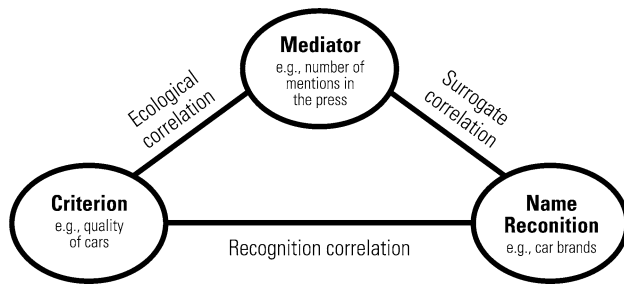 Mediator
e.g., number of
mentions in
the press
Ecological
correlation
Surrogate
correlation
Criterion
e.g., quality
of cars
Name
Reconition
e.g., car brands
Recognition correlation